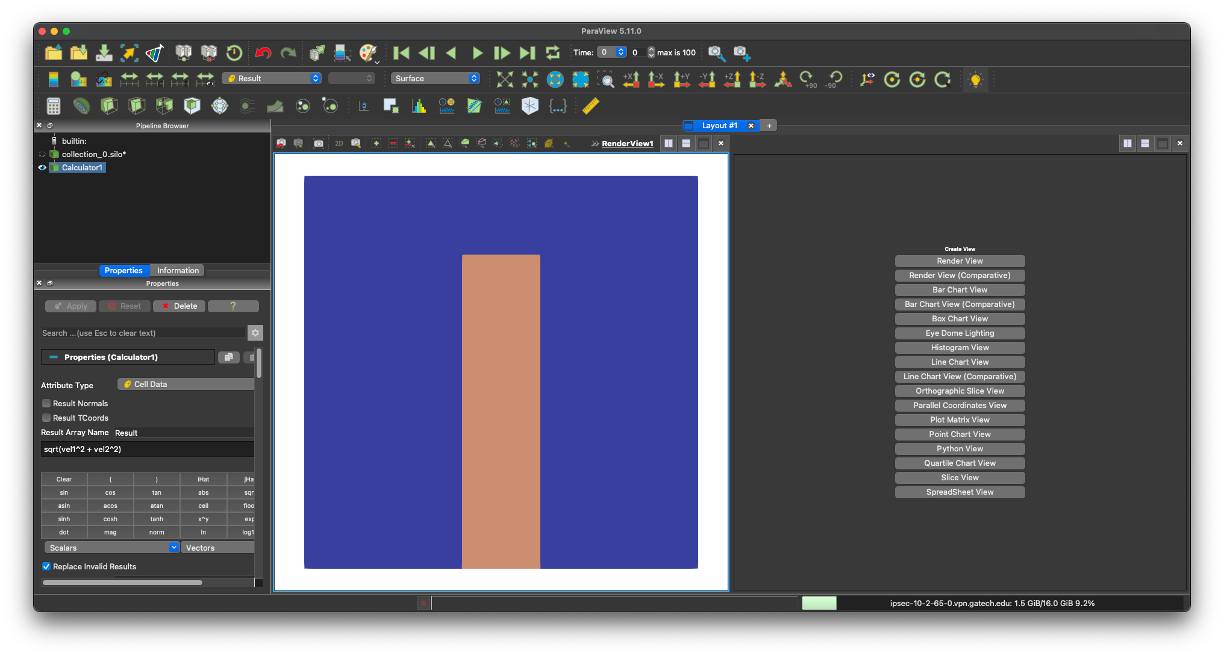 ParaView 5.11.0
Time: 0 0 max is 100
Result Surface +X -X +Y -Y +Z -Z +90 -90
Pipeline Browser
builtin:
collection_0.silo*
Calculator1
Layout #1 × +
2D >> RenderView1
Properties Information
Properties
Apply Reset Delete ?
Search ... (use Esc to clear text)
Properties (Calculator1)
Attribute Type Cell Data
Result Normals
Result TCoords
Result Array Name Result
sqrt(vel1^2 + vel2^2)
Clear ( ) iHat jHa
sin cos tan abs sqr
asin acos atan ceil floo
sinh cosh tanh x^y exp
dot mag norm ln log1
Scalars Vectors
Replace Invalid Results
Create View
Render View
Render View (Comparative)
Bar Chart View
Bar Chart View (Comparative)
Box Chart View
Eye Dome Lighting
Histogram View
Line Chart View
Line Chart View (Comparative)
Orthographic Slice View
Parallel Coordinates View
Plot Matrix View
Point Chart View
Python View
Quartile Chart View
Slice View
SpreadSheet View
ipsec-10-2-65-0.vpn.gatech.edu: 1.5 GiB/16.0 GiB 9.2%